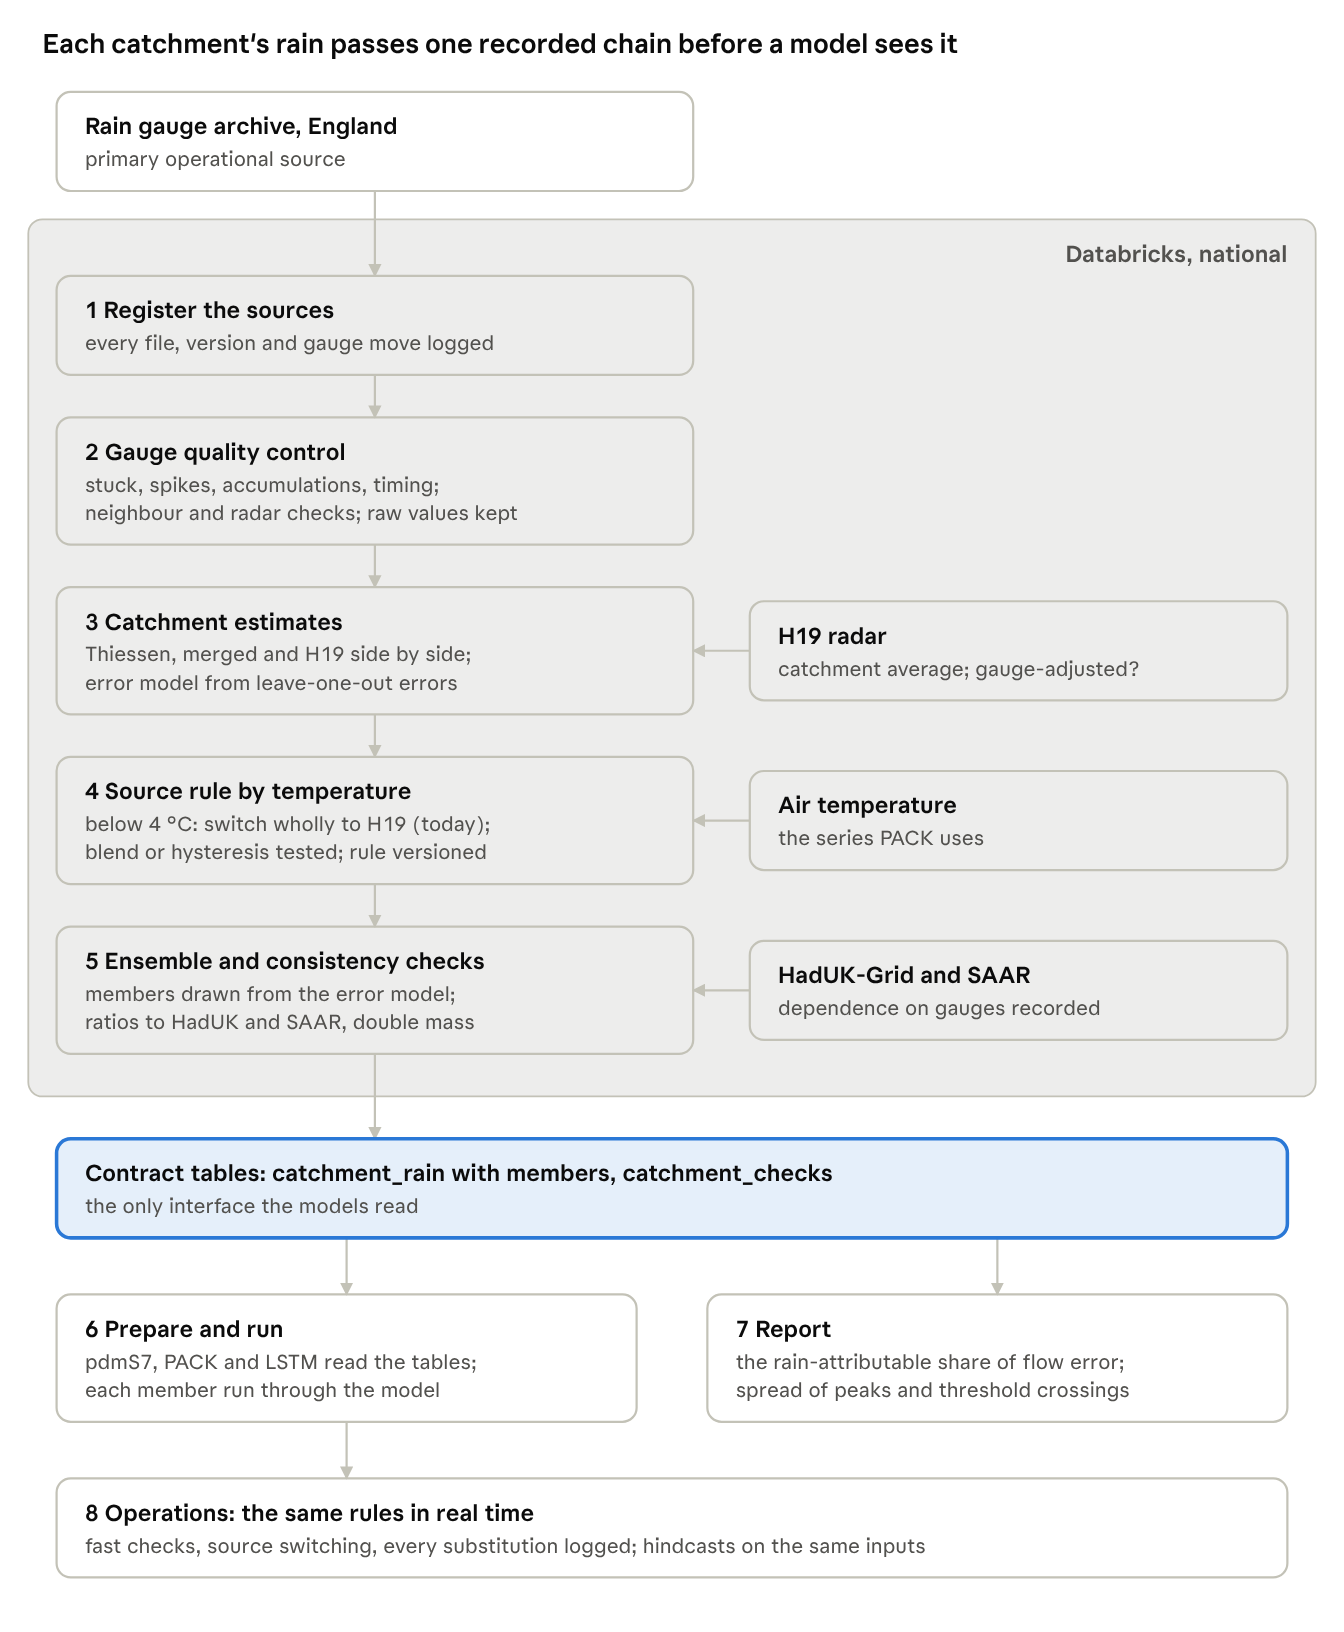 Each catchment's rain passes one recorded chain before a model sees it
Rain gauge archive, England
primary operational source
Databricks, national
1 Register the sources
every file, version and gauge move logged
2 Gauge quality control
stuck, spikes, accumulations, timing;
neighbour and radar checks; raw values kept
3 Catchment estimates
Thiessen, merged and H19 side by side;
error model from leave-one-out errors
H19 radar
catchment average; gauge-adjusted?
4 Source rule by temperature
below 4 °C: switch wholly to H19 (today);
blend or hysteresis tested; rule versioned
Air temperature
the series PACK uses
5 Ensemble and consistency checks
members drawn from the error model;
ratios to HadUK and SAAR, double mass
HadUK-Grid and SAAR
dependence on gauges recorded
Contract tables: catchment_rain with members, catchment_checks
the only interface the models read
6 Prepare and run
pdmS7, PACK and LSTM read the tables;
each member run through the model
7 Report
the rain-attributable share of flow error;
spread of peaks and threshold crossings
8 Operations: the same rules in real time
fast checks, source switching, every substitution logged; hindcasts on the same inputs